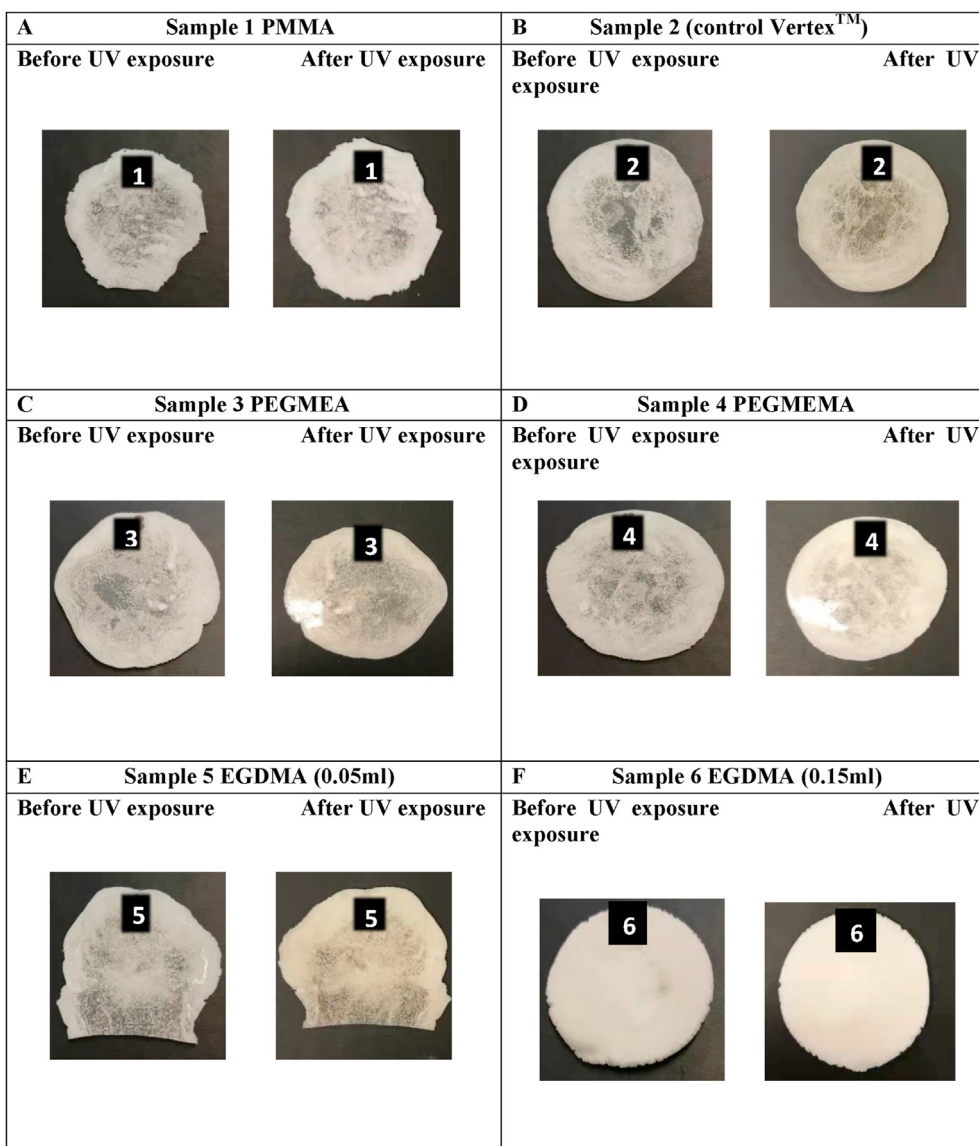 A Sample 1 PMMA
Before UV exposure After UV exposure
1 1
B Sample 2 (control Vertex™)
Before UV exposure After UV
exposure
2 2
C Sample 3 PEGMEA
Before UV exposure After UV exposure
3 3
D Sample 4 PEGMEMA
Before UV exposure After UV
exposure
4 4
E Sample 5 EGDMA (0.05ml)
Before UV exposure After UV exposure
5 5
F Sample 6 EGDMA (0.15ml)
Before UV exposure After UV
exposure
6 6